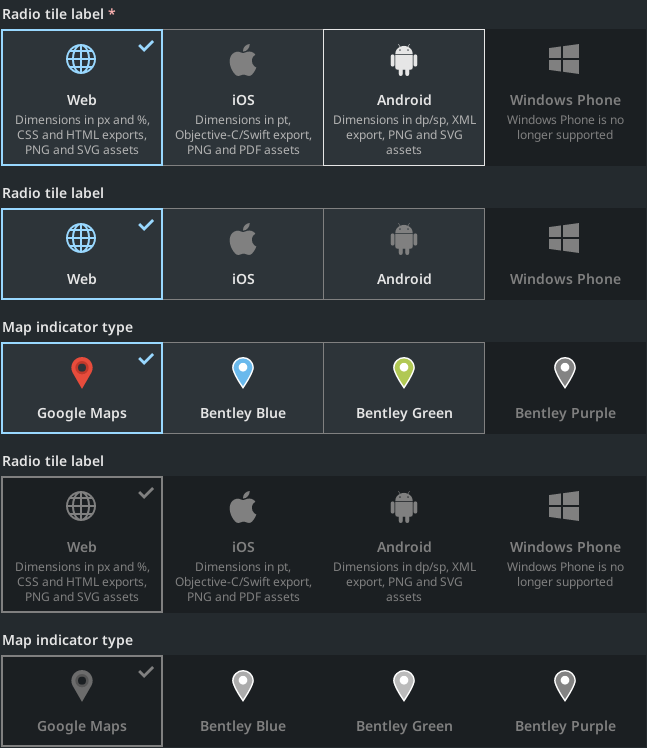 Radio tile label *
Web
Dimensions in px and %,
CSS and HTML exports,
PNG and SVG assets
iOS
Dimensions in pt,
Objective-C/Swift export,
PNG and PDF assets
Android
Dimensions in dp/sp, XML
export, PNG and SVG
assets
Windows Phone
Windows Phone is no
longer supported
Radio tile label
Web
iOS
Android
Windows Phone
Map indicator type
Google Maps
Bentley Blue
Bentley Green
Bentley Purple
Radio tile label
Web
Dimensions in px and %,
CSS and HTML exports,
PNG and SVG assets
iOS
Dimensions in pt,
Objective-C/Swift export,
PNG and PDF assets
Android
Dimensions in dp/sp, XML
export, PNG and SVG
assets
Windows Phone
Windows Phone is no
longer supported
Map indicator type
Google Maps
Bentley Blue
Bentley Green
Bentley Purple